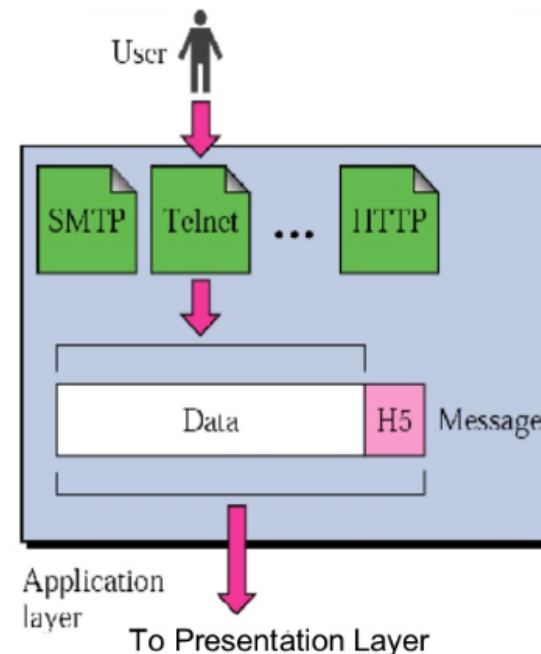 User
SMTP Telnet ... HTTP
Data H5 Message
Application
layer
To Presentation Layer